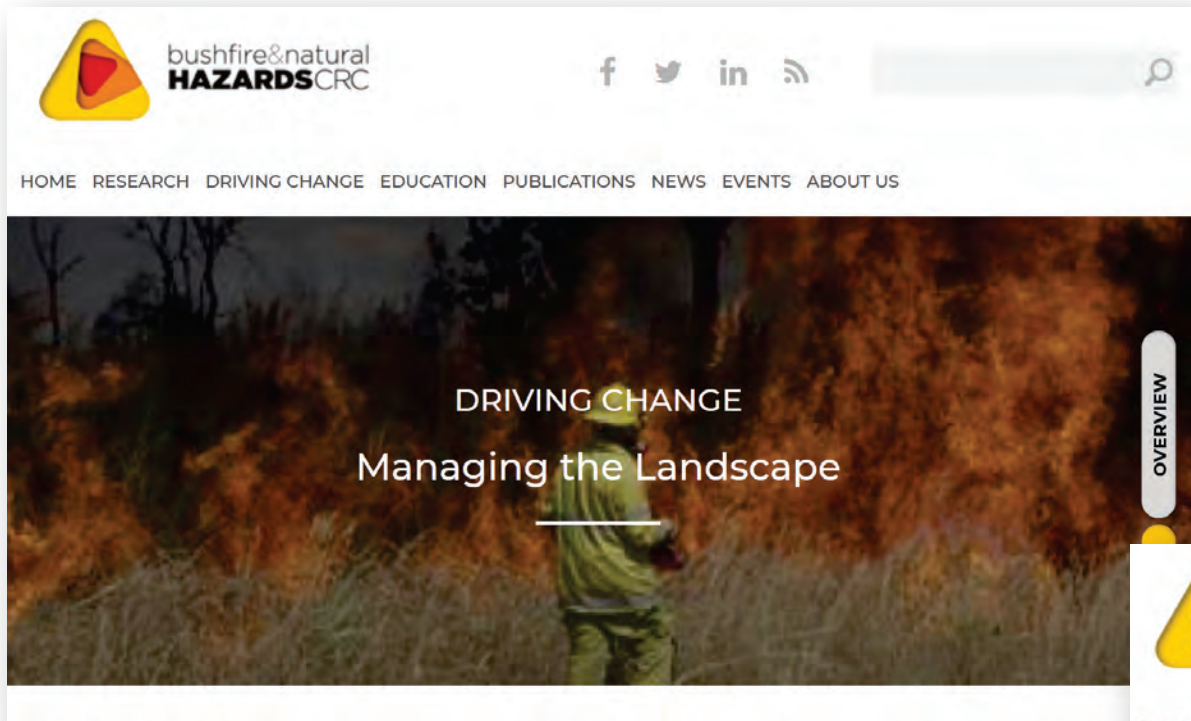 bushfire&natural
HAZARDSCRC
HOME RESEARCH DRIVING CHANGE EDUCATION PUBLICATIONS NEWS EVENTS ABOUT US
DRIVING CHANGE
Managing the Landscape
OVERVIEW